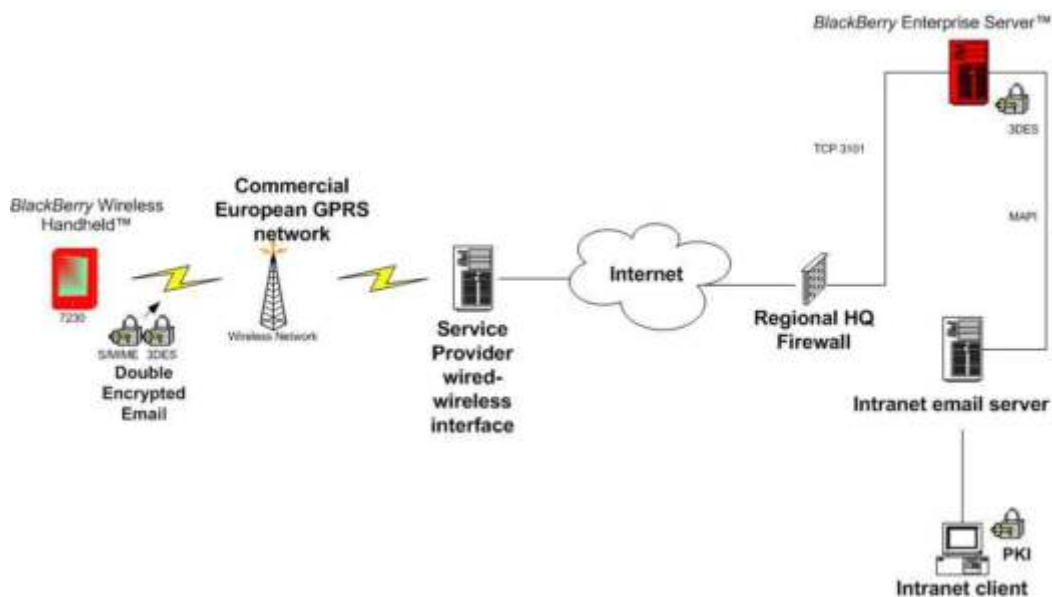 BlackBerry Enterprise Server™
3DES
TCP 3101
MAPI
BlackBerry Wireless
Handheld™
7230
S/MIME 3DES
Double
Encrypted
Email
Commercial
European GPRS
network
Wireless Network
Service
Provider
wired-
wireless
interface
Internet
Regional HQ
Firewall
Intranet email server
PKI
Intranet client